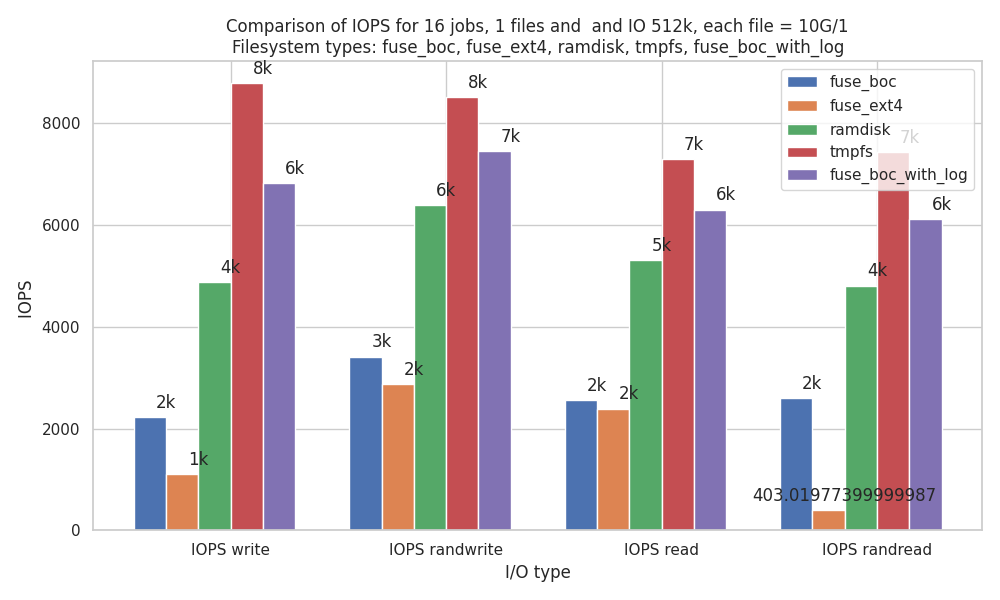 Comparison of IOPS for 16 jobs, 1 files and  and IO 512k, each file = 10G/1
Filesystem types: fuse_boc, fuse_ext4, ramdisk, tmpfs, fuse_boc_with_log
fuse_boc
fuse_ext4
ramdisk
tmpfs
fuse_boc_with_log
IOPS
8000
6000
4000
2000
0
2k
1k
4k
8k
6k
3k
2k
6k
8k
7k
2k
2k
5k
7k
6k
2k
403.01977399999987
4k
7k
6k
IOPS write
IOPS randwrite
IOPS read
IOPS randread
I/O type